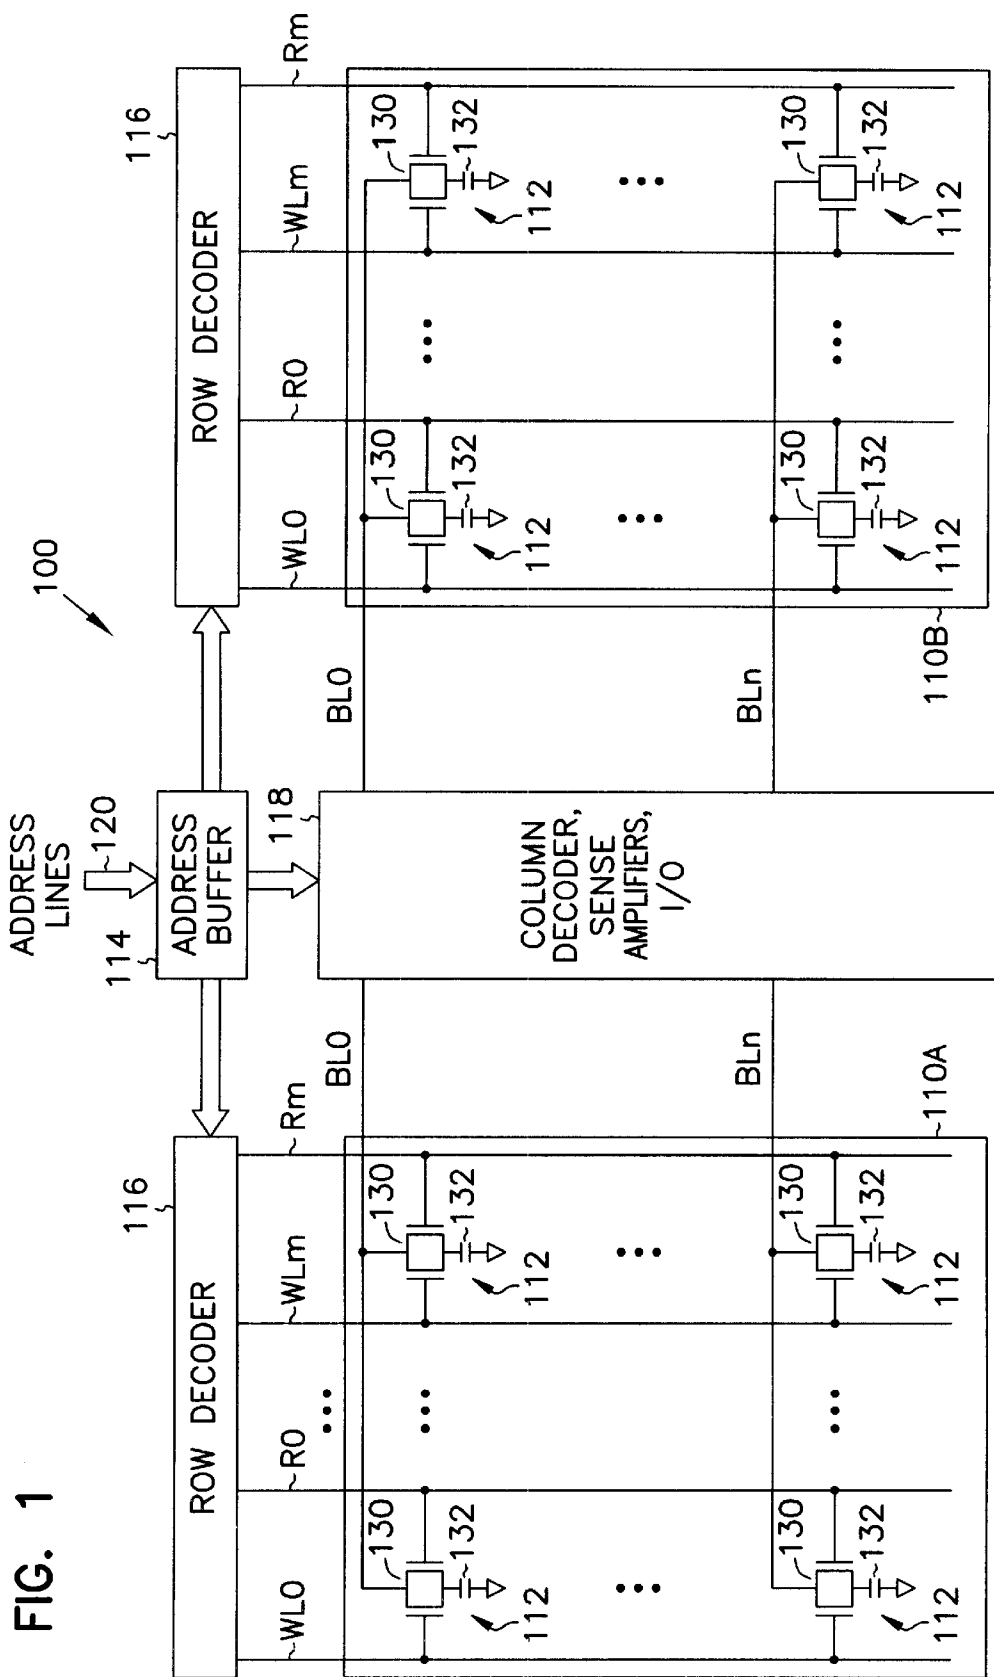 FIG. 1
100
ADDRESS
LINES
120
114
ADDRESS
BUFFER
116
ROW DECODER
116
ROW DECODER
WL0
R0
WLm
Rm
118
WL0
R0
WLm
Rm
COLUMN
DECODER,
SENSE
AMPLIFIERS,
I/O
BL0
BL0
BLn
BLn
110A
110B
130
132
112
130
132
112
130
132
112
130
132
112
130
132
112
130
132
112
130
132
112
130
132
112